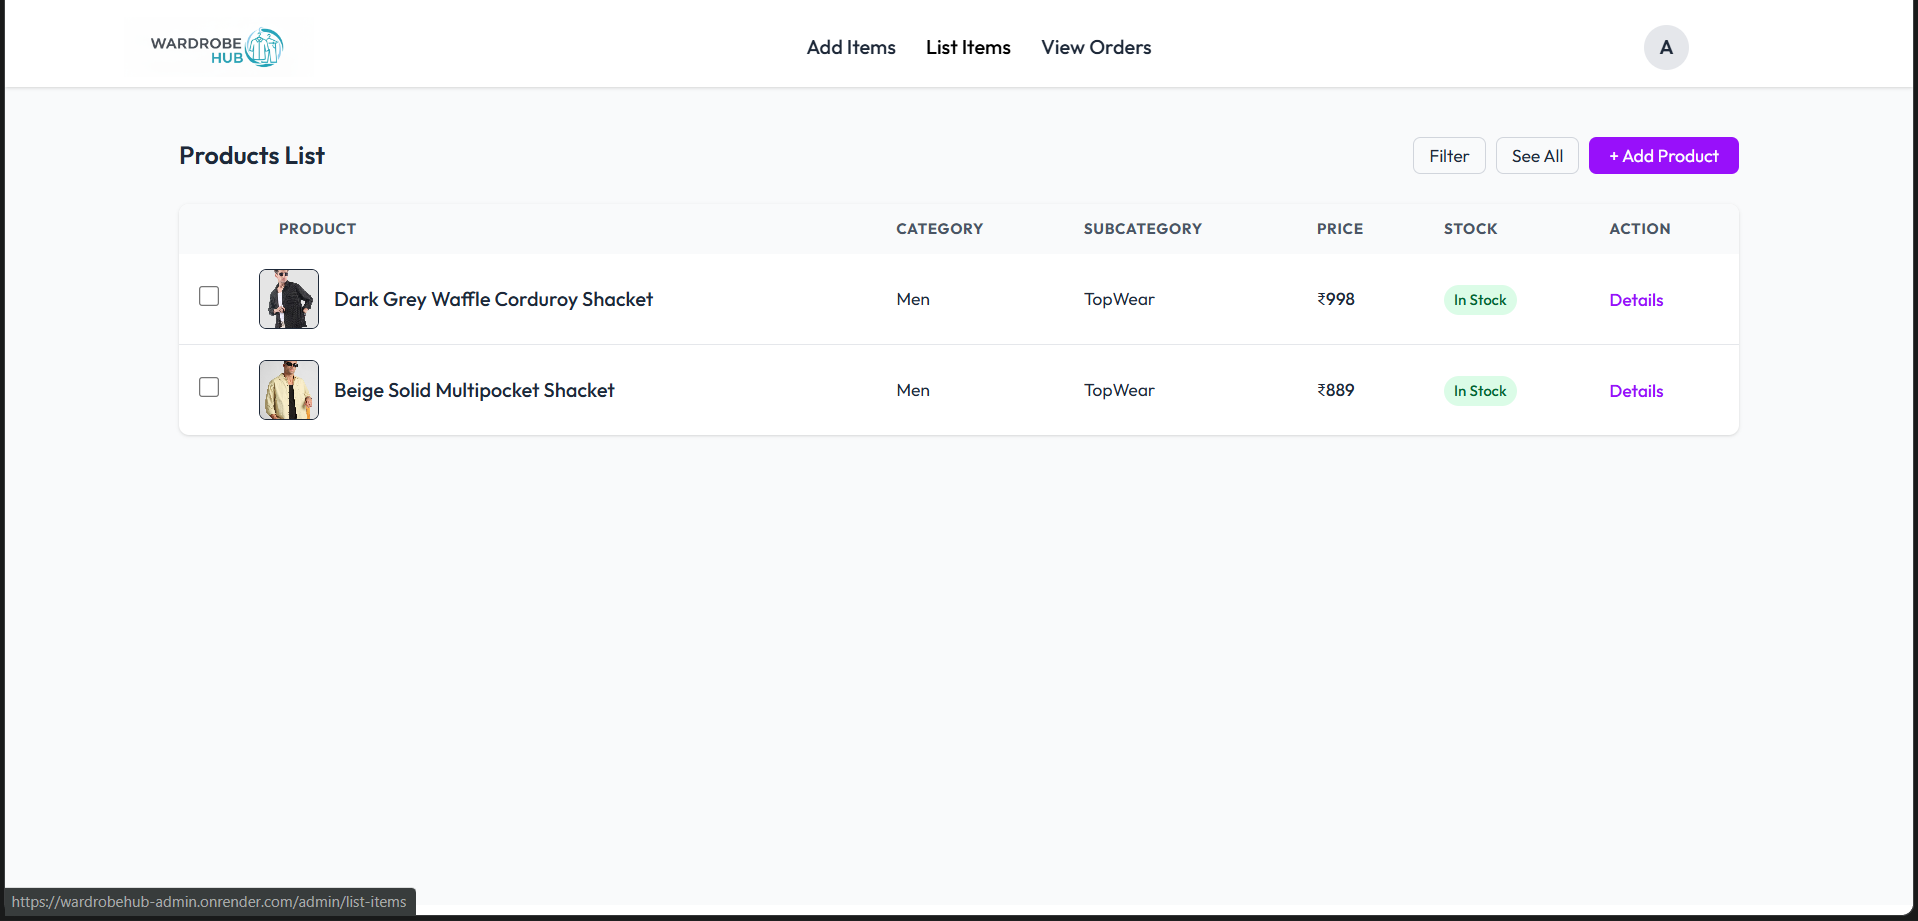 WARDROBE
HUB
Add Items List Items View Orders
A
Products List
Filter See All + Add Product
PRODUCT CATEGORY SUBCATEGORY PRICE STOCK ACTION
Dark Grey Waffle Corduroy Shacket Men TopWear ₹998 In Stock Details
Beige Solid Multipocket Shacket Men TopWear ₹889 In Stock Details
https://wardrobehub-admin.onrender.com/admin/list-items